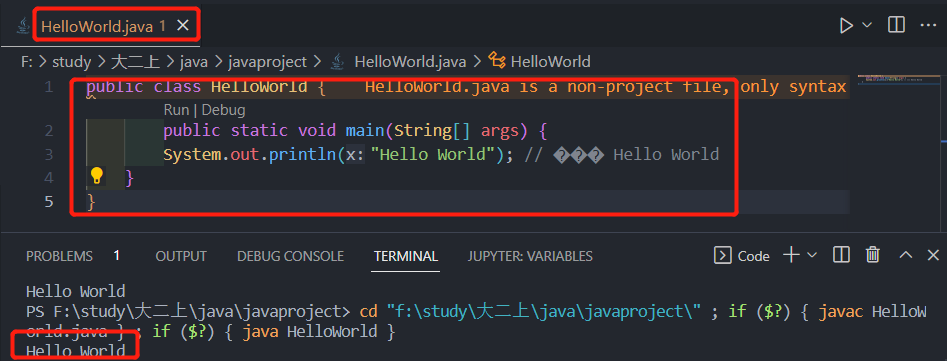 HelloWorld.java 1
F: > study > 大二上 > java > javaproject > HelloWorld.java > HelloWorld
1 public class HelloWorld { HelloWorld.java is a non-project file, only syntax
Run | Debug
2 public static void main(String[] args) {
3 System.out.println(x: "Hello World"); // ��� Hello World
4 }
5 }
PROBLEMS 1 OUTPUT DEBUG CONSOLE TERMINAL JUPYTER: VARIABLES Code
Hello World
PS F:\study\大二上\java\javaproject> cd "f:\study\大二上\java\javaproject\" ; if ($?) { javac HelloW
orld.java } ; if ($?) { java HelloWorld }
Hello World